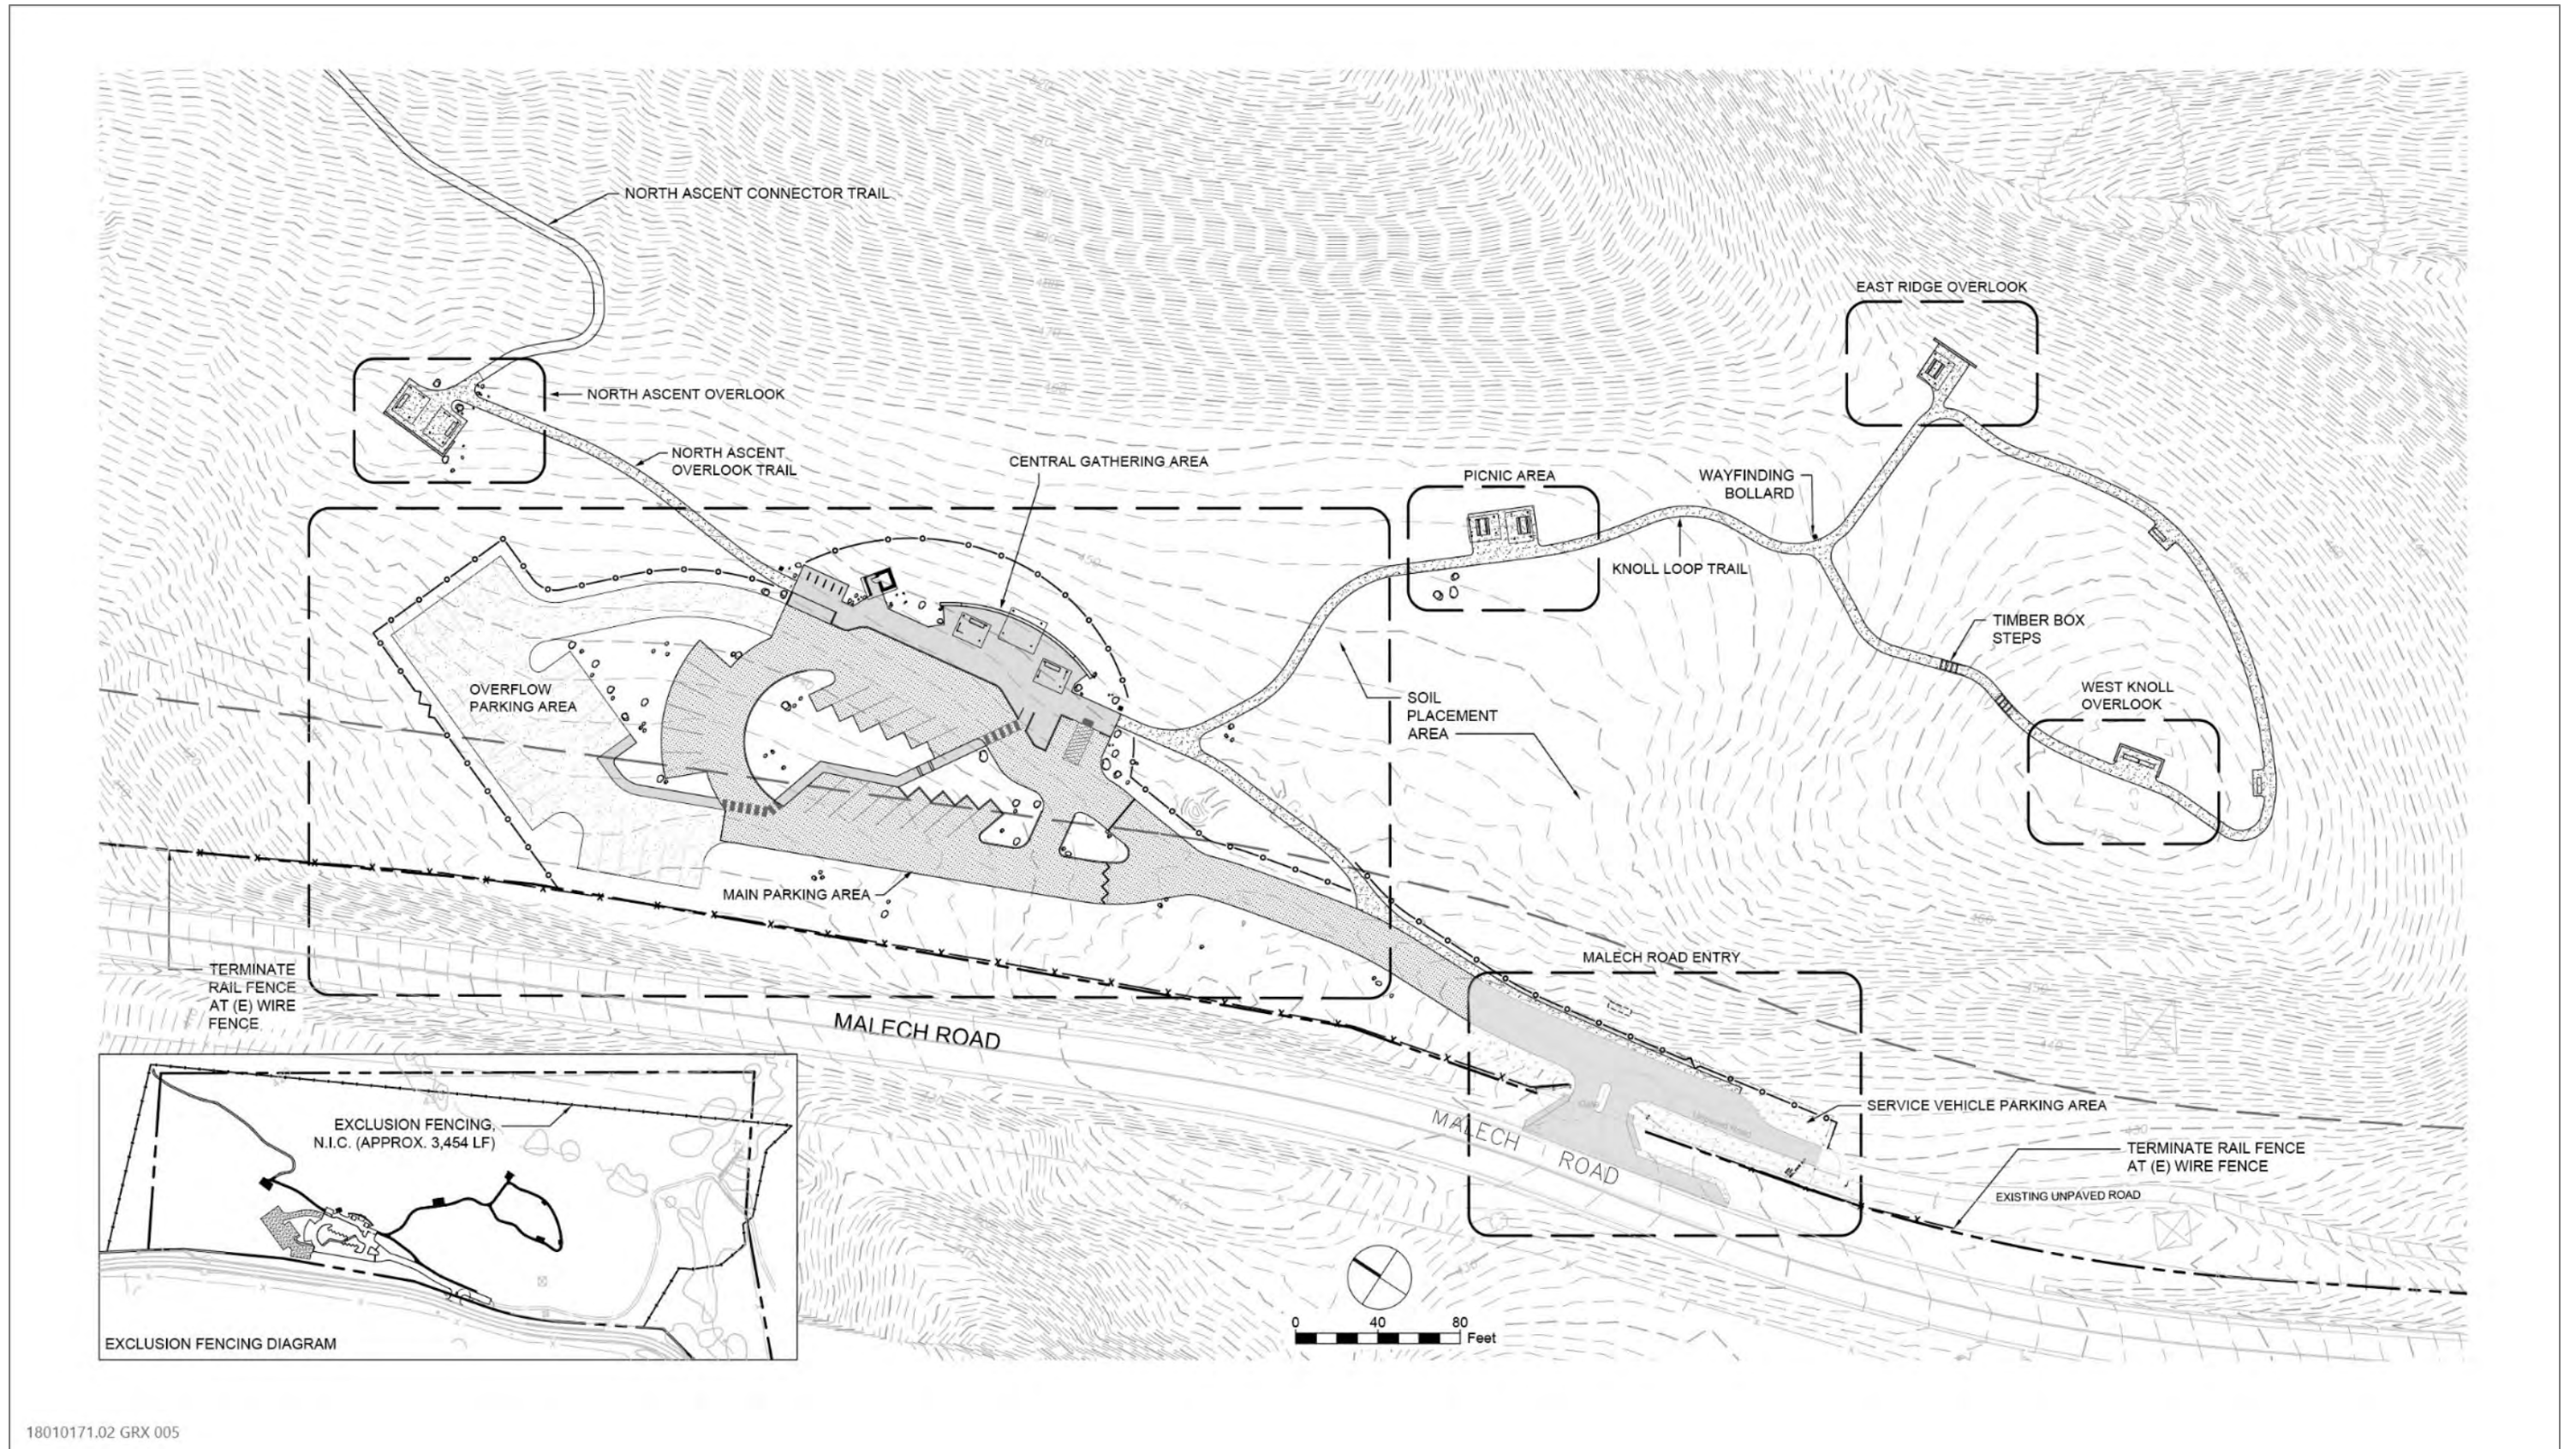 NORTH ASCENT CONNECTOR TRAIL
EAST RIDGE OVERLOOK
NORTH ASCENT OVERLOOK
NORTH ASCENT
OVERLOOK TRAIL
CENTRAL GATHERING AREA
PICNIC AREA
WAYFINDING
BOLLARD
KNOLL LOOP TRAIL
TIMBER BOX
STEPS
OVERFLOW
PARKING AREA
SOIL
PLACEMENT
AREA
WEST KNOLL
OVERLOOK
MAIN PARKING AREA
TERMINATE
RAIL FENCE
AT (E) WIRE
FENCE
MALECH ROAD
MALECH ROAD ENTRY
MALECH ROAD
SERVICE VEHICLE PARKING AREA
TERMINATE RAIL FENCE
AT (E) WIRE FENCE
EXISTING UNPAVED ROAD
EXCLUSION FENCING,
N.I.C. (APPROX. 3,454 LF)
EXCLUSION FENCING DIAGRAM
0 40 80
Feet
450
470
18010171.02 GRX 005